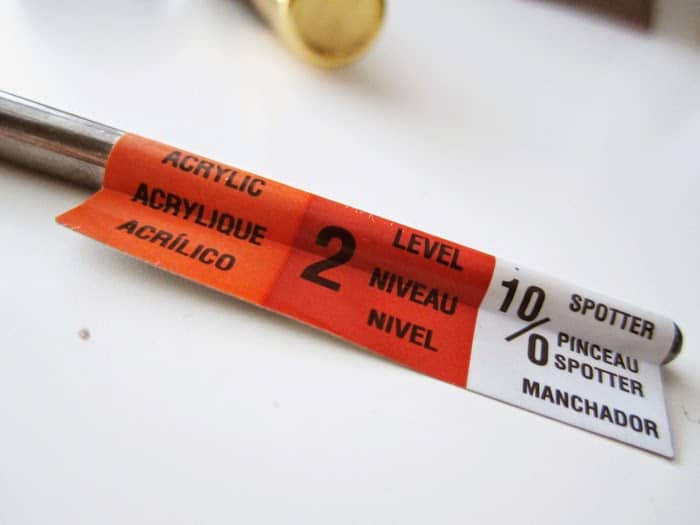 ACRYLIC
ACRYLIQUE
ACRÍLICO
2
LEVEL
NIVEAU
NIVEL
10/0
SPOTTER
PINCEAU
SPOTTER
MANCHADOR